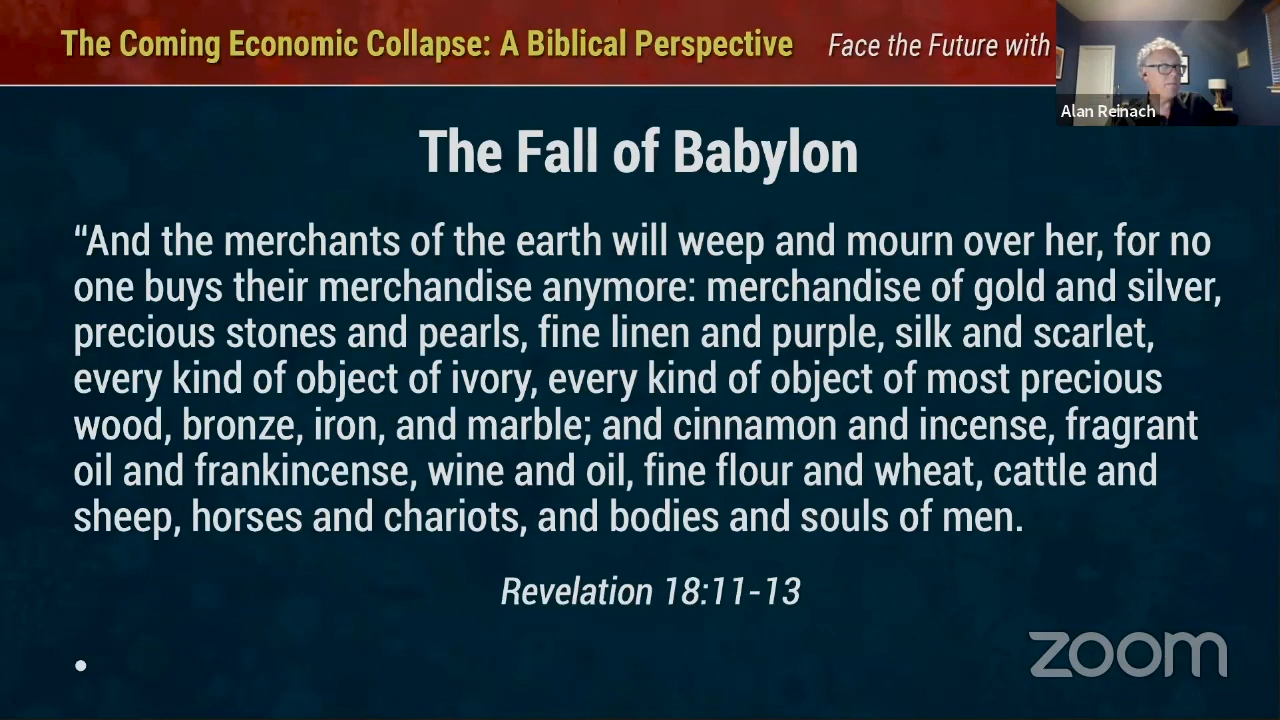 The Coming Economic Collapse: A Biblical Perspective Face the Future with
Alan Reinach
The Fall of Babylon
“And the merchants of the earth will weep and mourn over her, for no
one buys their merchandise anymore: merchandise of gold and silver,
precious stones and pearls, fine linen and purple, silk and scarlet,
every kind of object of ivory, every kind of object of most precious
wood, bronze, iron, and marble; and cinnamon and incense, fragrant
oil and frankincense, wine and oil, fine flour and wheat, cattle and
sheep, horses and chariots, and bodies and souls of men.
Revelation 18:11-13
•
zoom